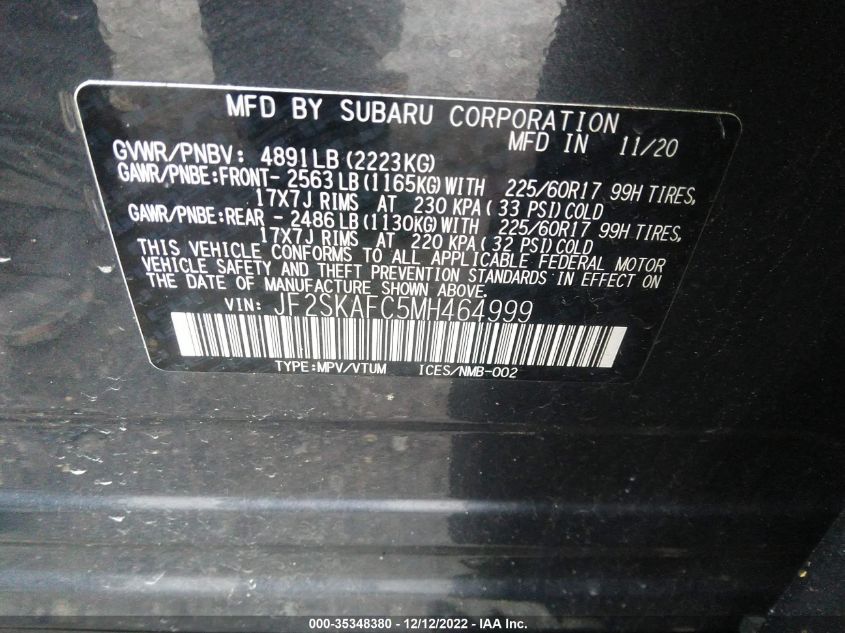 MFD BY SUBARU CORPORATION
MFD IN 11/20
GVWR/PNBV: 4891LB (2223KG)
GAWR/PNBE:FRONT- 2563 LB (1165KG) WITH 225/60R17 99H TIRES,
17X7J RIMS AT 230 KPA ( 33 PSI) COLD
GAWR/PNBE:REAR - 2486 LB (1130KG) WITH 225/60R17 99H TIRES,
17X7J RIMS AT 220 KPA ( 32 PSI) COLD
THIS VEHICLE CONFORMS TO ALL APPLICABLE FEDERAL MOTOR
VEHICLE SAFETY AND THEFT PREVENTION STANDARDS IN EFFECT ON
THE DATE OF MANUFACTURE SHOWN ABOVE.
VIN: JF2SKAFC5MH464999
TYPE:MPV/VTUM ICES/NMB-002
000-35348380 - 12/12/2022 - IAA Inc.